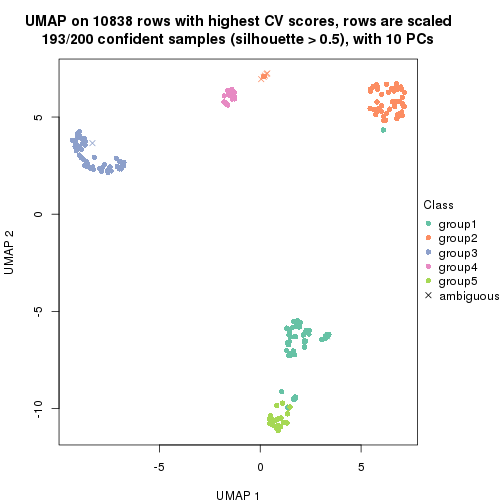 UMAP on 10838 rows with highest CV scores, rows are scaled
193/200 confident samples (silhouette > 0.5), with 10 PCs
5
0
-5
-10
UMAP 2
-5
0
5
UMAP 1
Class
group1
group2
group3
group4
group5
ambiguous